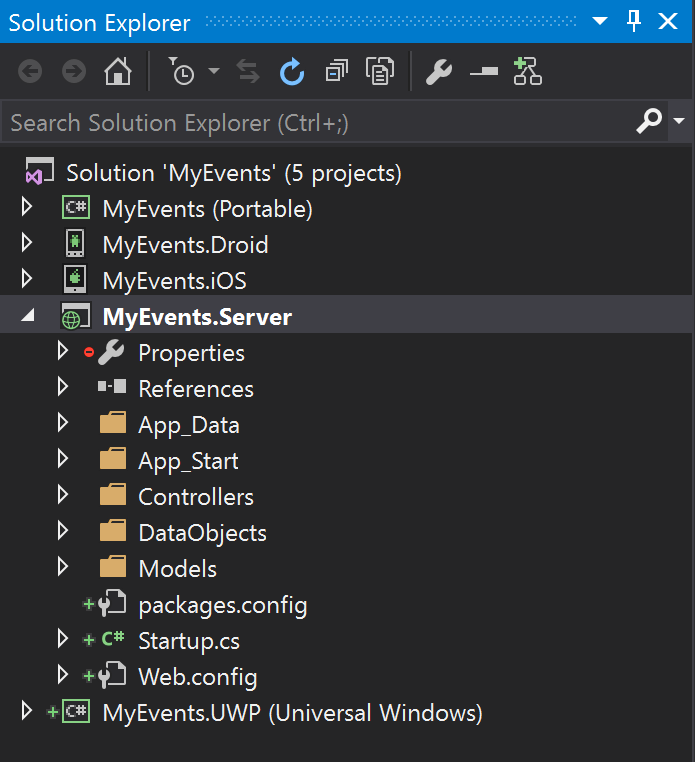 Solution Explorer
Search Solution Explorer (Ctrl+;)
Solution 'MyEvents' (5 projects)
C# MyEvents (Portable)
MyEvents.Droid
MyEvents.iOS
MyEvents.Server
Properties
References
App_Data
App_Start
Controllers
DataObjects
Models
packages.config
C# Startup.cs
Web.config
C# MyEvents.UWP (Universal Windows)